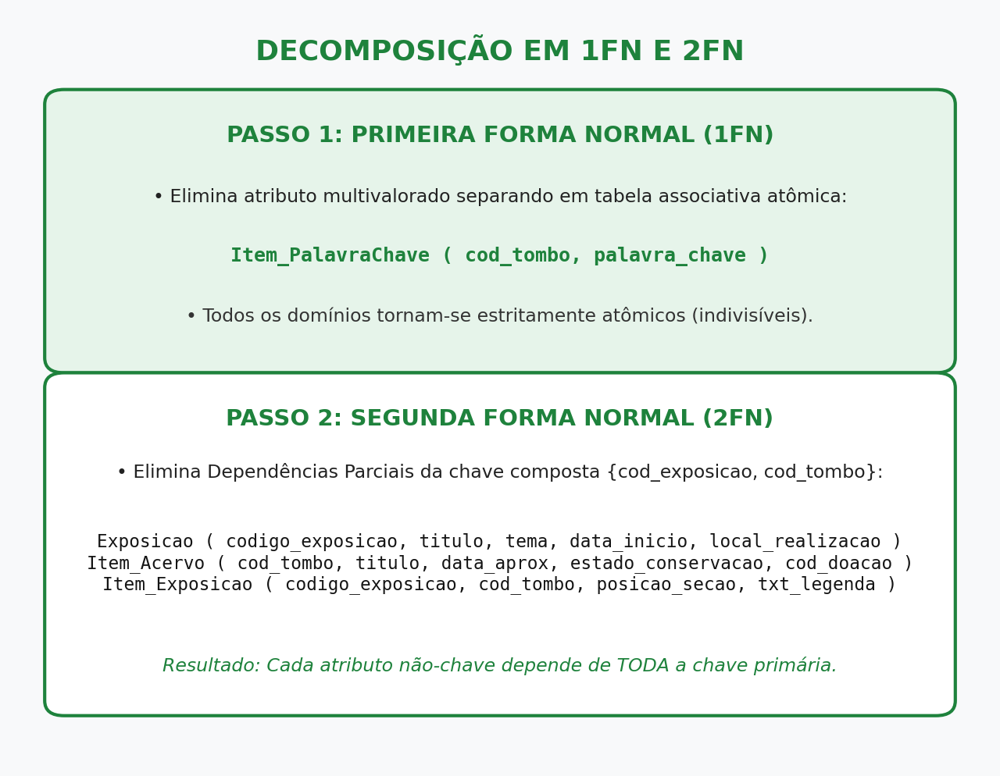 DECOMPOSIÇÃO EM 1FN E 2FN
PASSO 1: PRIMEIRA FORMA NORMAL (1FN)
• Elimina atributo multivalorado separando em tabela associativa atômica:
Item_PalavraChave ( cod_tombo, palavra_chave )
• Todos os domínios tornam-se estritamente atômicos (indivisíveis).
PASSO 2: SEGUNDA FORMA NORMAL (2FN)
• Elimina Dependências Parciais da chave composta {cod_exposicao, cod_tombo}:
Exposicao ( codigo_exposicao, titulo, tema, data_inicio, local_realizacao )
Item_Acervo ( cod_tombo, titulo, data_aprox, estado_conservacao, cod_doacao )
Item_Exposicao ( codigo_exposicao, cod_tombo, posicao_secao, txt_legenda )
Resultado: Cada atributo não-chave depende de TODA a chave primária.